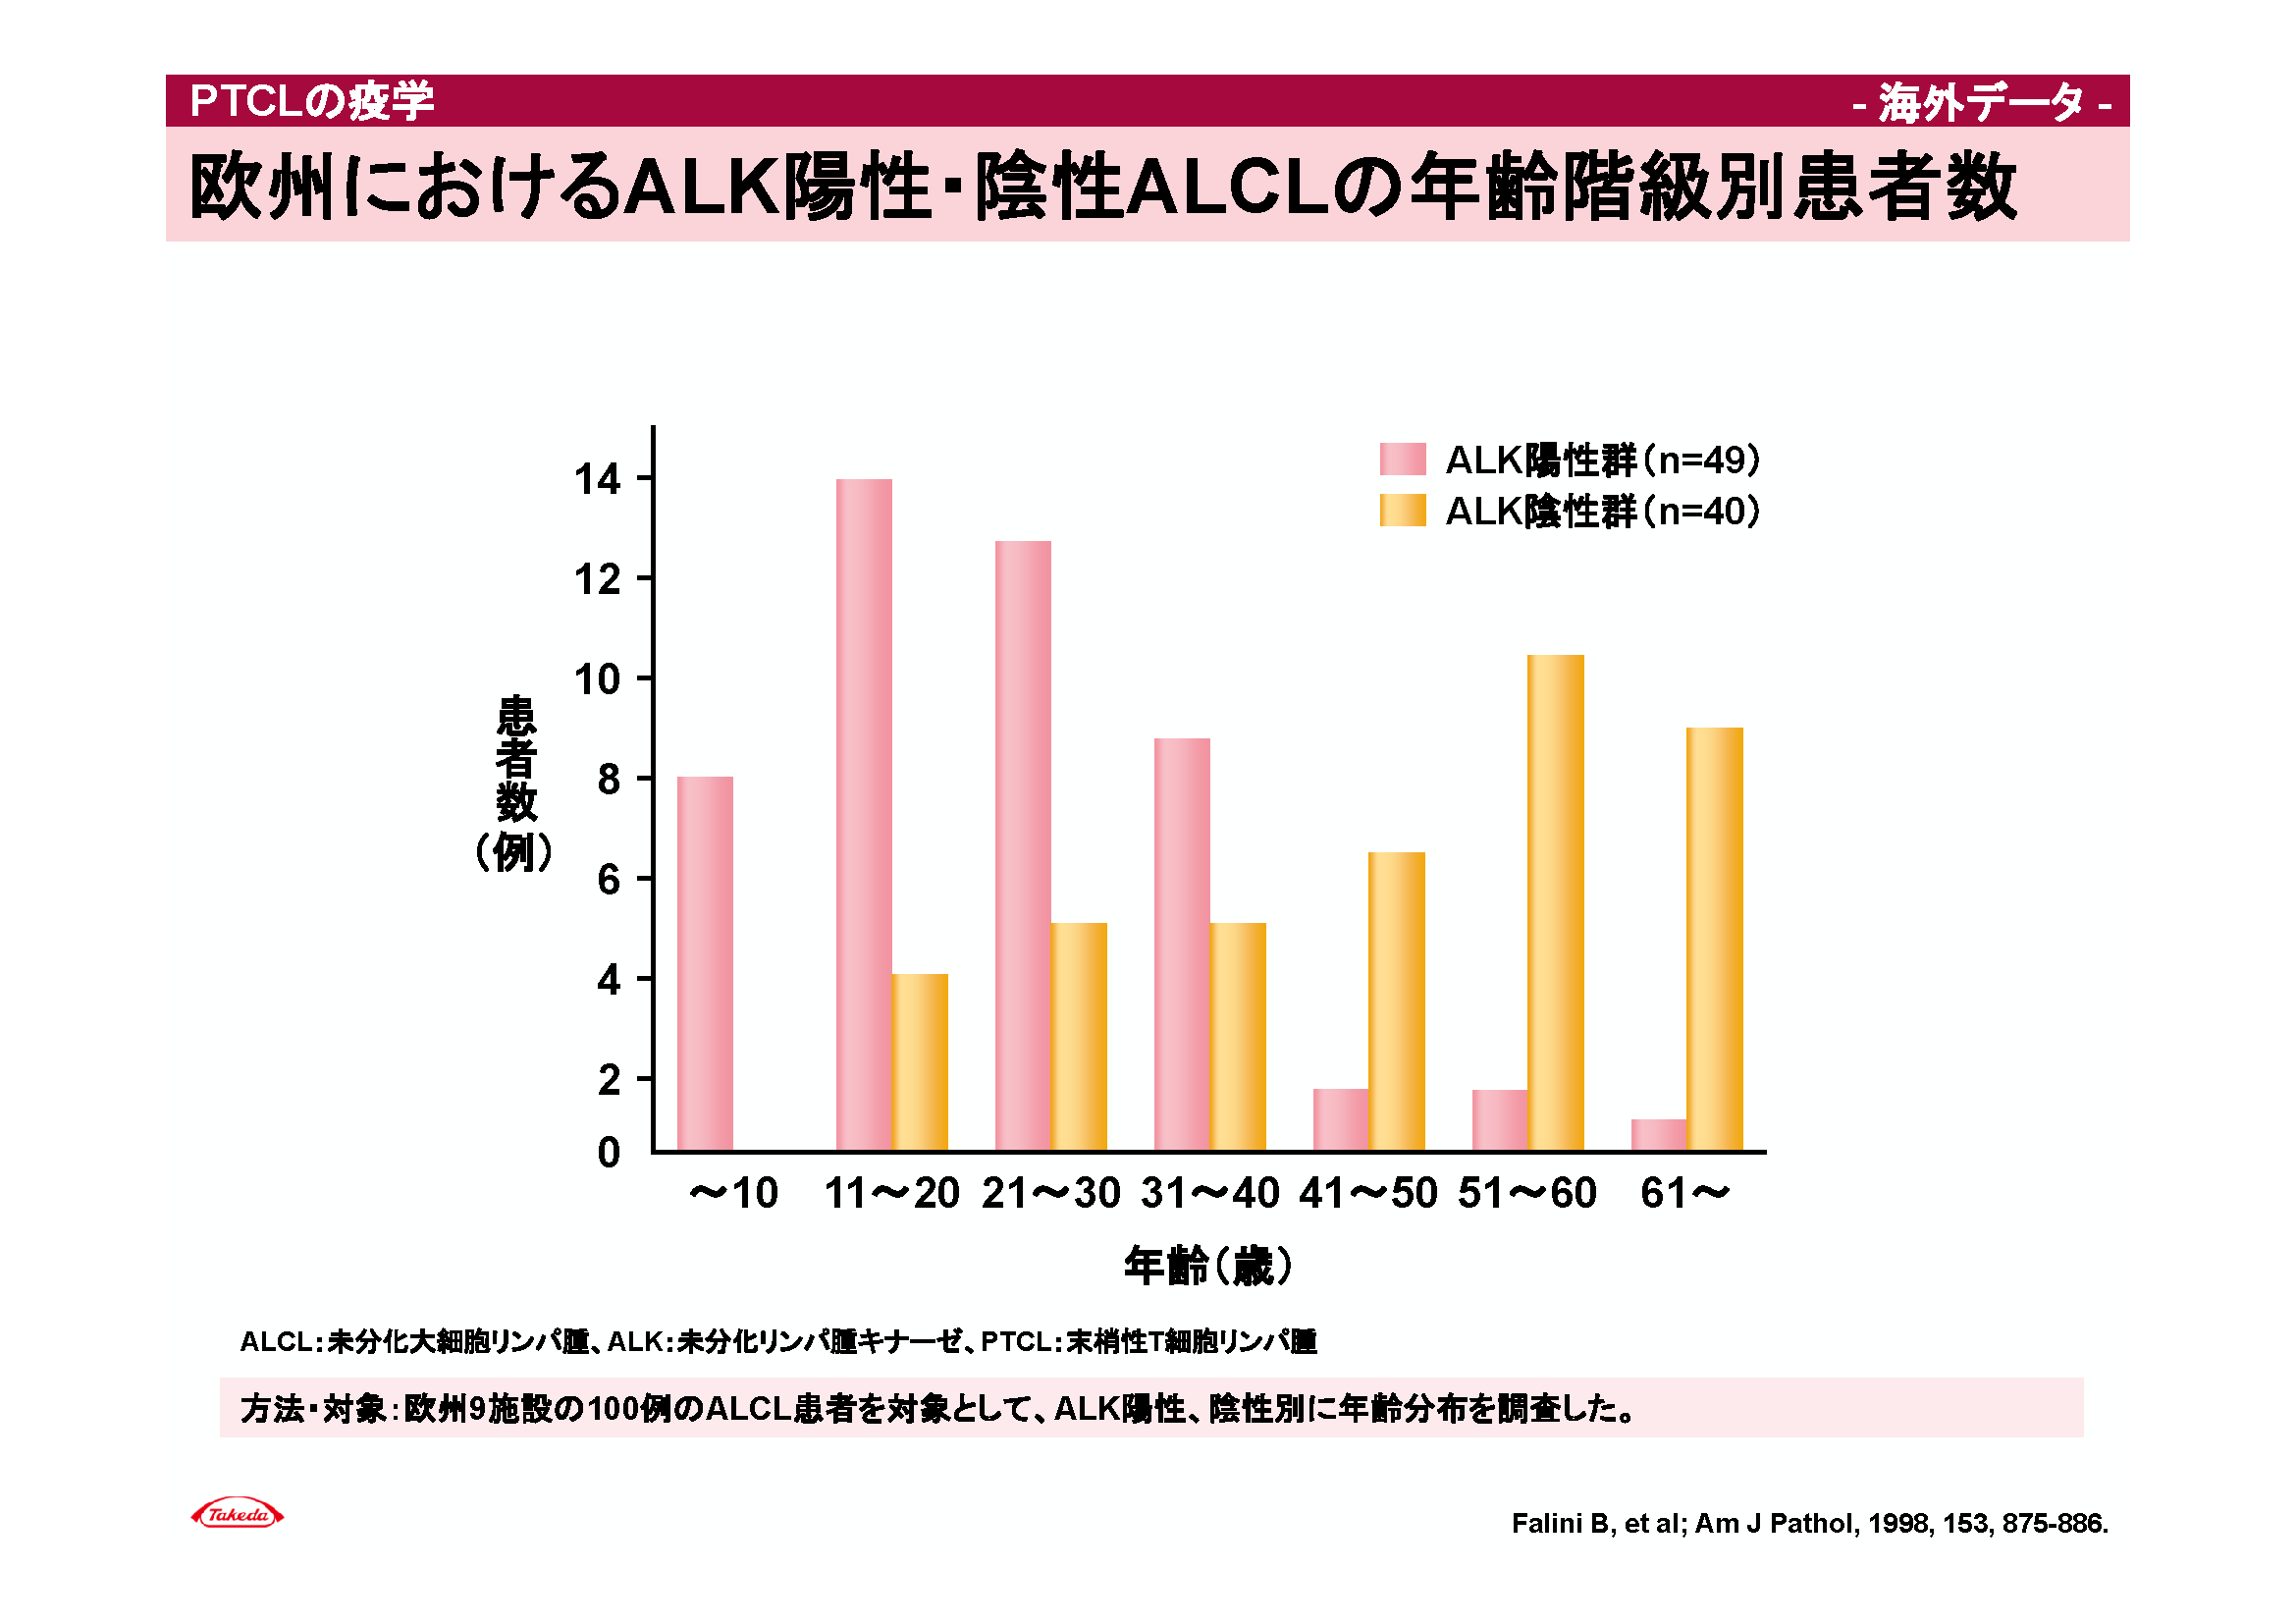 PTCLの疫学
- 海外データ -
欧州におけるALK陽性・陰性ALCLの年齢階級別患者数
ALK陽性群（n=49）
ALK陰性群（n=40）
14
12
10
8
6
4
2
0
患者数（例）
～10 11～20 21～30 31～40 41～50 51～60 61～
年齢（歳）
ALCL：未分化大細胞リンパ腫、ALK：未分化リンパ腫キナーゼ、PTCL：末梢性T細胞リンパ腫
方法・対象：欧州9施設の100例のALCL患者を対象として、ALK陽性、陰性別に年齢分布を調査した。
Takeda
Falini B, et al; Am J Pathol, 1998, 153, 875-886.